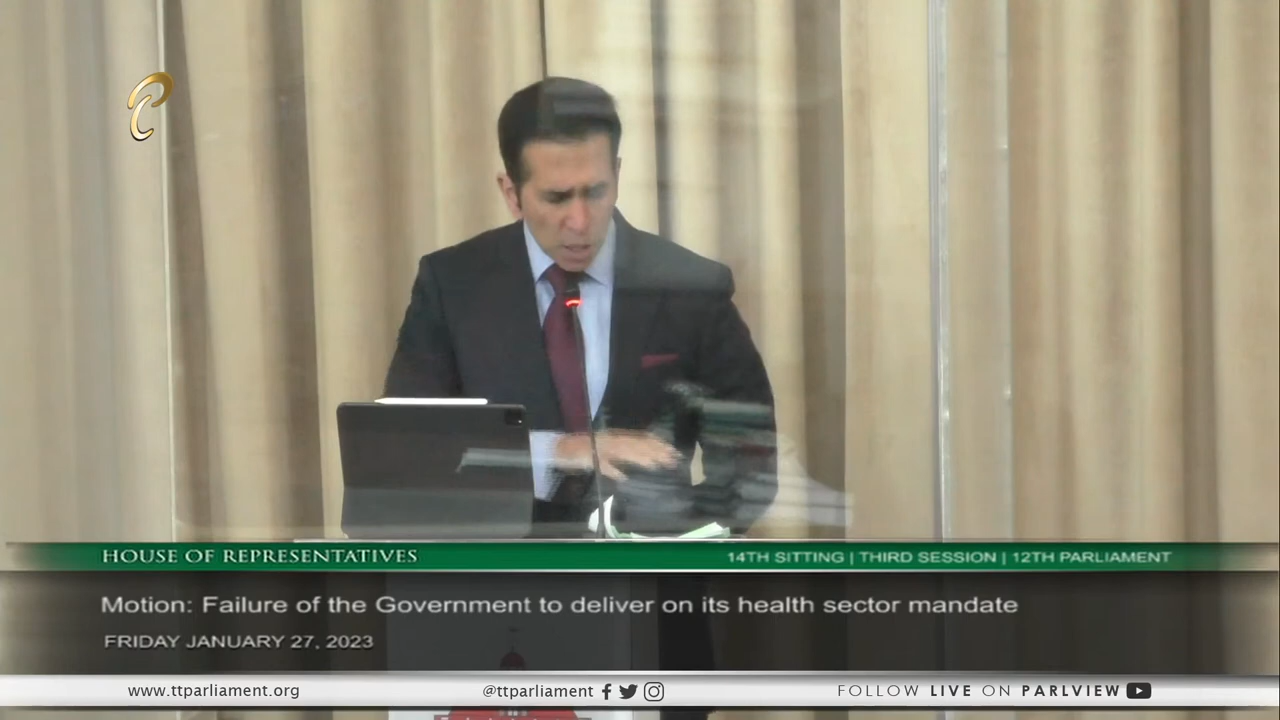 HOUSE OF REPRESENTATIVES
14TH SITTING | THIRD SESSION | 12TH PARLIAMENT
Motion: Failure of the Government to deliver on its health sector mandate
FRIDAY JANUARY 27, 2023
www.ttparliament.org
@ttparliament
FOLLOW LIVE ON PARLVIEW